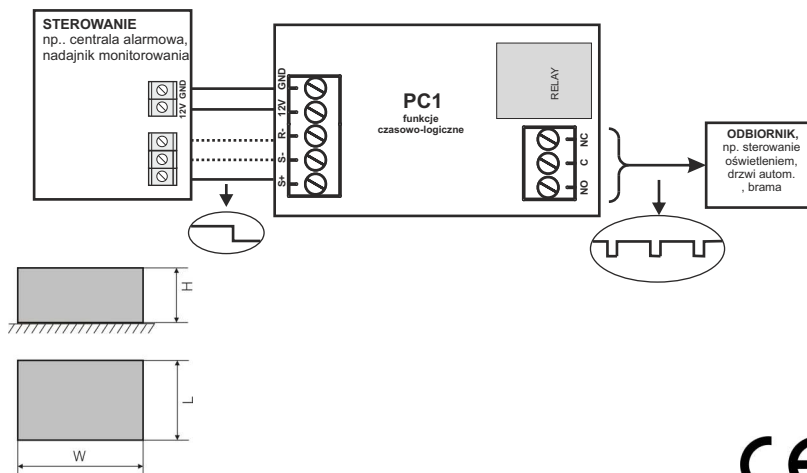 STEROWANIE
np.. centrala alarmowa,
nadajnik monitorowania
GND
12V
GND
12V
R-
S-
S+
PC1
funkcje
czasowo-logiczne
RELAY
NC
C
NO
ODBIORNIK,
np. sterowanie
oświetleniem,
drzwi autom.
, brama
H
L
W
CE